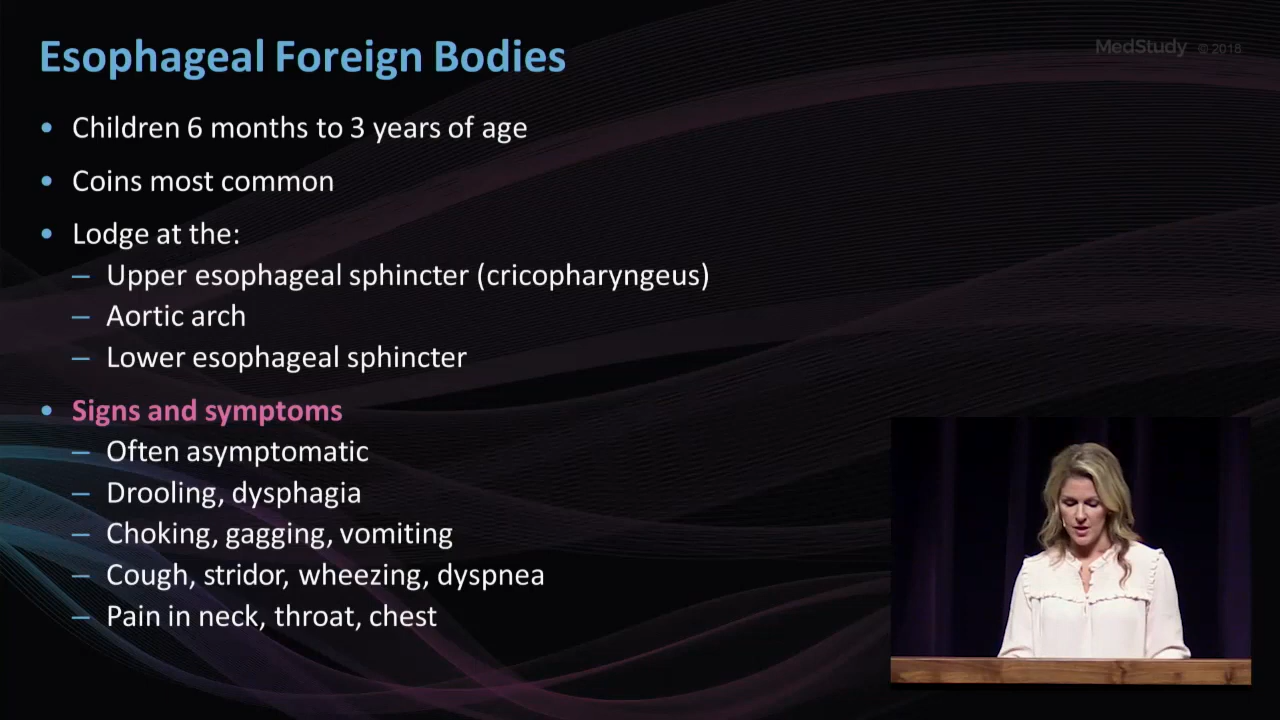 Esophageal Foreign Bodies
MedStudy © 2018
• Children 6 months to 3 years of age
• Coins most common
• Lodge at the:
– Upper esophageal sphincter (cricopharyngeus)
– Aortic arch
– Lower esophageal sphincter
• Signs and symptoms
– Often asymptomatic
– Drooling, dysphagia
– Choking, gagging, vomiting
– Cough, stridor, wheezing, dyspnea
– Pain in neck, throat, chest